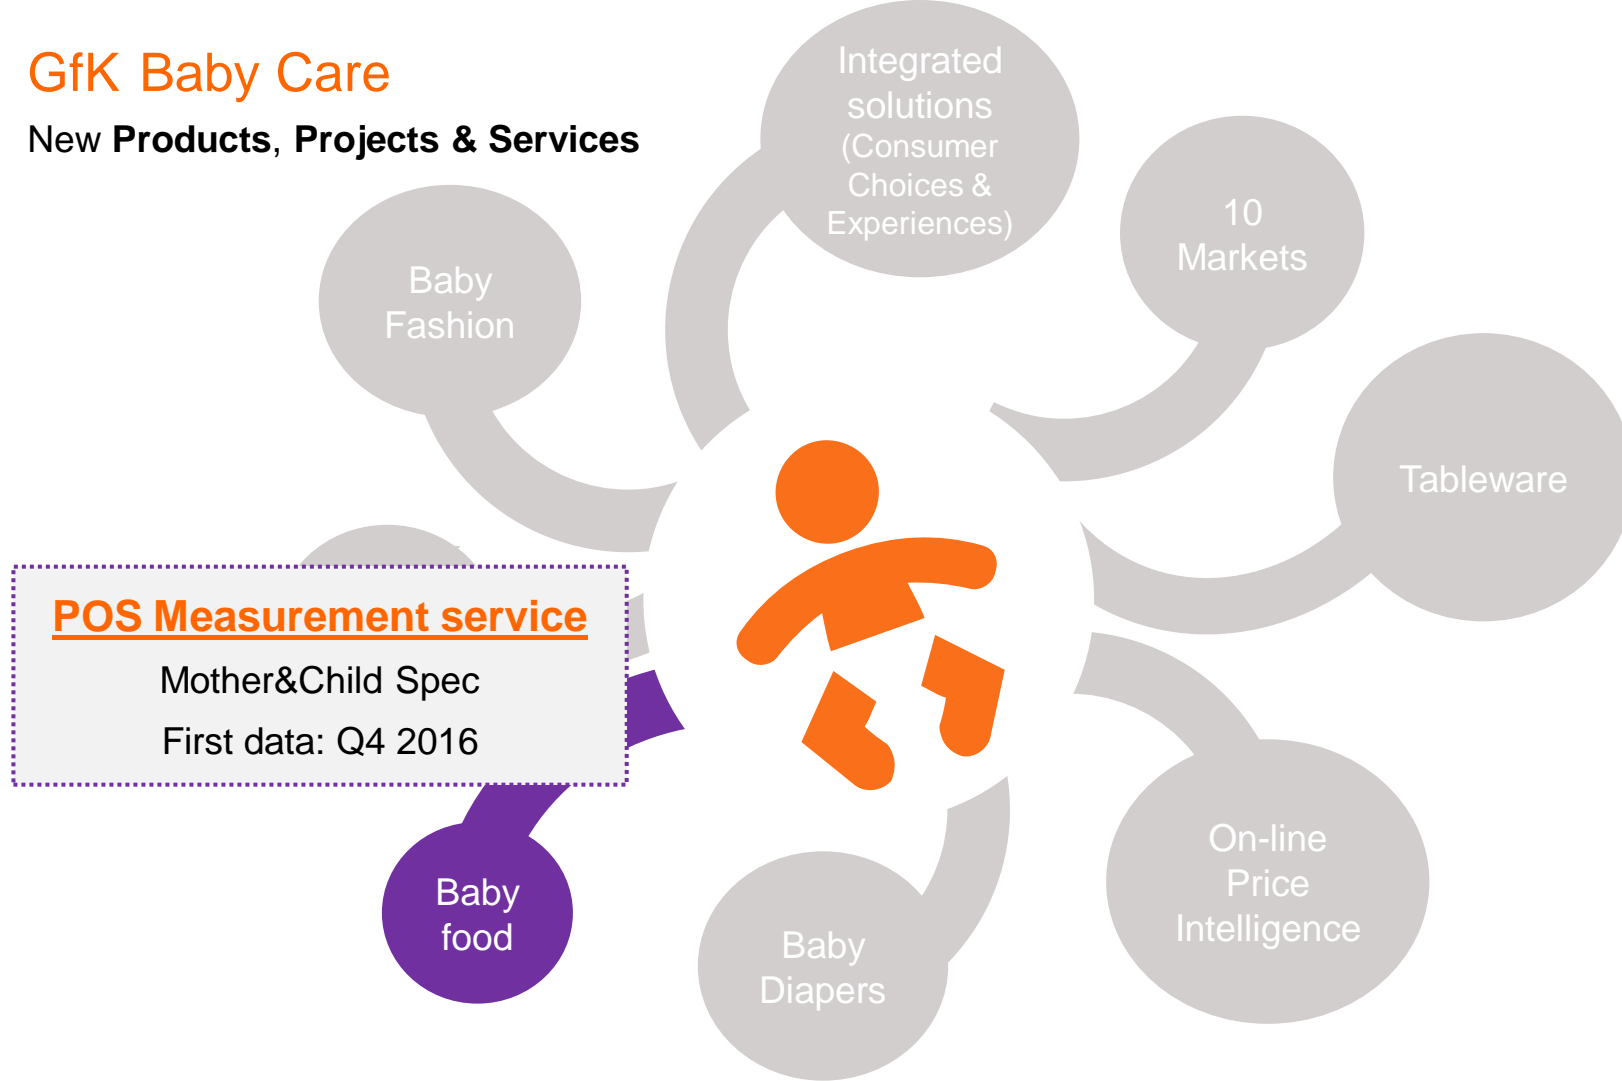 GfK Baby Care
New Products, Projects & Services
Integrated
solutions
(Consumer
Choices &
Experiences)
10
Markets
Baby
Fashion
Tableware
POS Measurement service
Mother&Child Spec
First data: Q4 2016
On-line
Price
Intelligence
Baby
food
Baby
Diapers